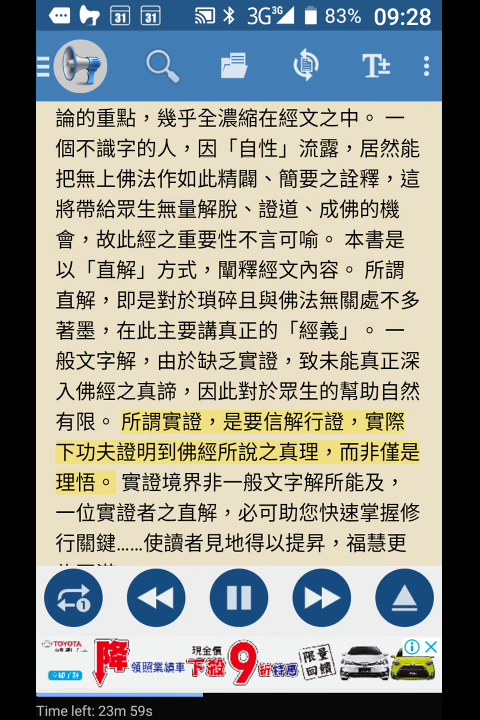 31 31 3G 3G 83% 09:28
T±
論的重點，幾乎全濃縮在經文之中。 一
個不識字的人，因「自性」流露，居然能
把無上佛法作如此精闢、簡要之詮釋，這
將帶給眾生無量解脫、證道、成佛的機
會，故此經之重要性不言可喻。 本書是
以「直解」方式，闡釋經文內容。 所謂
直解，即是對於瑣碎且與佛法無關處不多
著墨，在此主要講真正的「經義」。 一
般文字解，由於缺乏實證，致未能真正深
入佛經之真諦，因此對於眾生的幫助自然
有限。 所謂實證，是要信解行證，實際
下功夫證明到佛經所說之真理，而非僅是
理悟。 實證境界非一般文字解所能及，
一位實證者之直解，必可助您快速掌握修
行關鍵......使讀者見地得以提昇，福慧更
1
TOYOTA
降 領照業績車 現金價 下殺9折特惠 限量回饋
Time left: 23m 59s